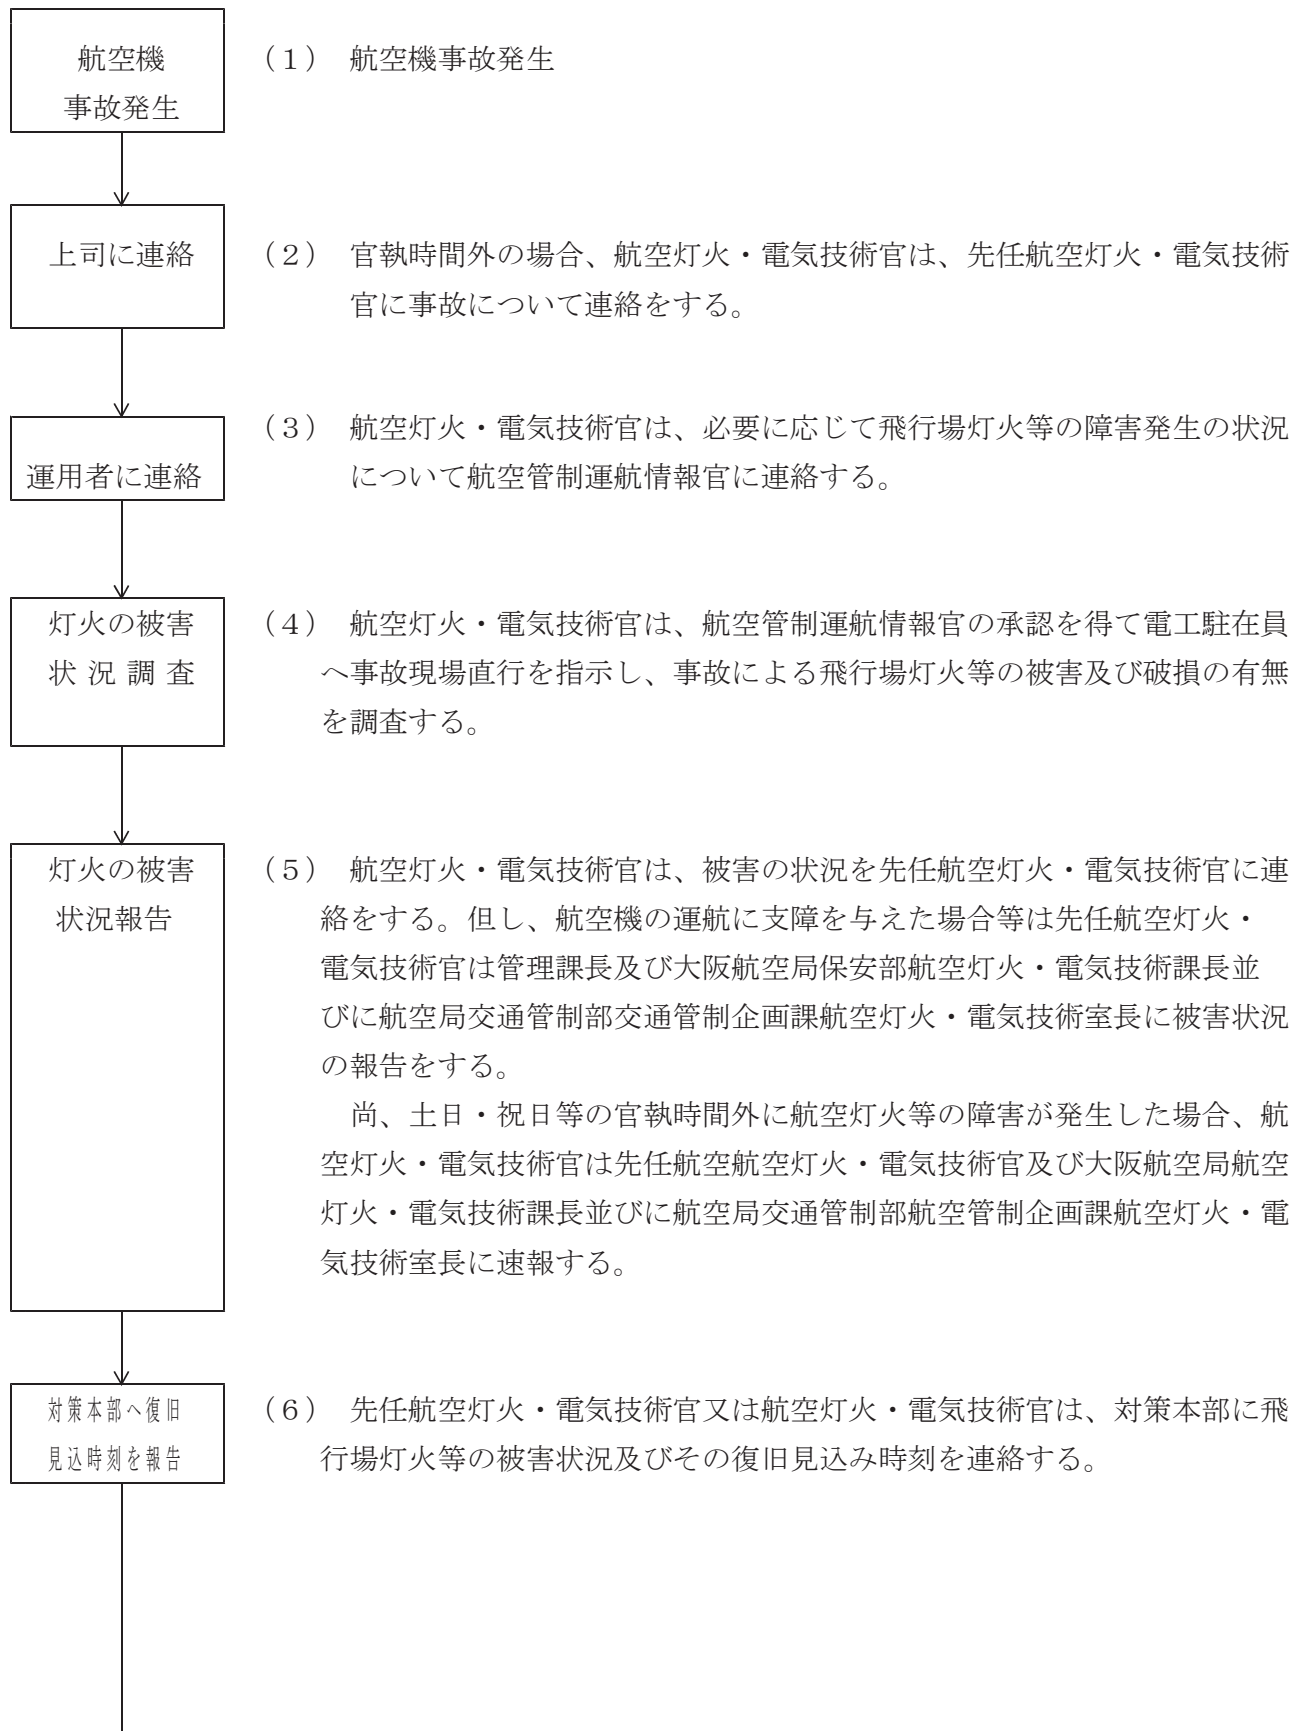 航空機
事故発生
（１） 航空機事故発生
上司に連絡
（２） 官執時間外の場合、航空灯火・電気技術官は、先任航空灯火・電気技術
官に事故について連絡をする。
運用者に連絡
（３） 航空灯火・電気技術官は、必要に応じて飛行場灯火等の障害発生の状況
について航空管制運航情報官に連絡する。
灯火の被害
状 況 調 査
（４） 航空灯火・電気技術官は、航空管制運航情報官の承認を得て電工駐在員
へ事故現場直行を指示し、事故による飛行場灯火等の被害及び破損の有無
を調査する。
灯火の被害
状況報告
（５） 航空灯火・電気技術官は、被害の状況を先任航空灯火・電気技術官に連
絡をする。但し、航空機の運航に支障を与えた場合等は先任航空灯火・
電気技術官は管理課長及び大阪航空局保安部航空灯火・電気技術課長並
びに航空局交通管制部交通管制企画課航空灯火・電気技術室長に被害状況
の報告をする。
尚、土日・祝日等の官執時間外に航空灯火等の障害が発生した場合、航
空灯火・電気技術官は先任航空航空灯火・電気技術官及び大阪航空局航空
灯火・電気技術課長並びに航空局交通管制部航空管制企画課航空灯火・電
気技術室長に速報する。
対策本部へ復旧
見込時刻を報告
（６） 先任航空灯火・電気技術官又は航空灯火・電気技術官は、対策本部に飛
行場灯火等の被害状況及びその復旧見込み時刻を連絡する。